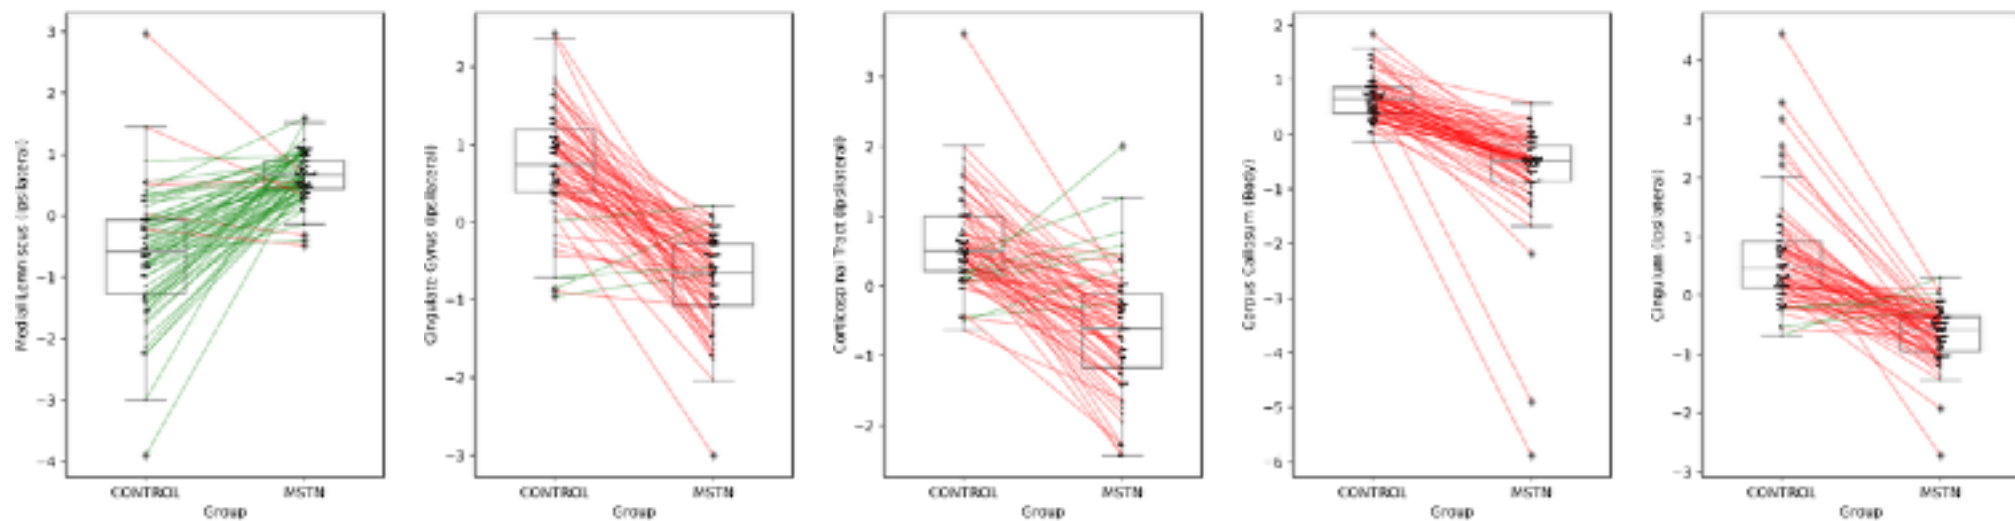 Medial Lemniscus (Ipsilateral)
3
2
1
0
−1
−2
−3
−4
CONTROL
MSTN
Group
Cingulate Gyrus (Ipsilateral)
2
1
0
−1
−2
−3
CONTROL
MSTN
Group
Corticospinal Tract (Ipsilateral)
3
2
1
0
−1
−2
CONTROL
MSTN
Group
Corpus Callosum (Body)
2
1
0
−1
−2
−3
−4
−5
−6
CONTROL
MSTN
Group
Cingulum (Ipsilateral)
4
3
2
1
0
−1
−2
−3
CONTROL
MSTN
Group